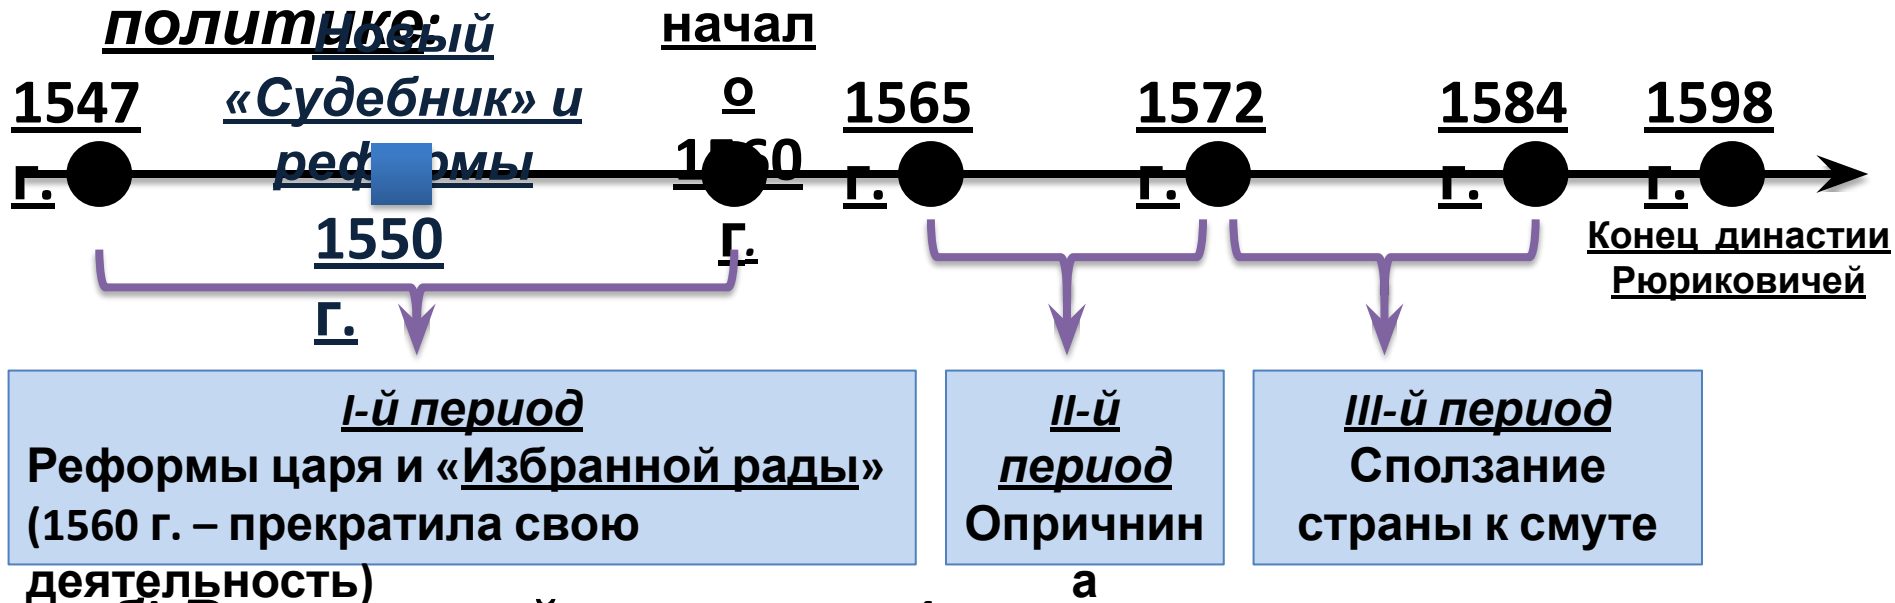 политике:
Новый
«Судебник» и
реформы
1550
г.
1547
г.
начал
о
1560
г.
1565
г.
1572
г.
1584
г.
1598
г.
Конец династии
Рюриковичей
I-й период
Реформы царя и «Избранной рады»
(1560 г. – прекратила свою
деятельность)
II-й
период
Опричнин
а
III-й период
Сползание
страны к смуте